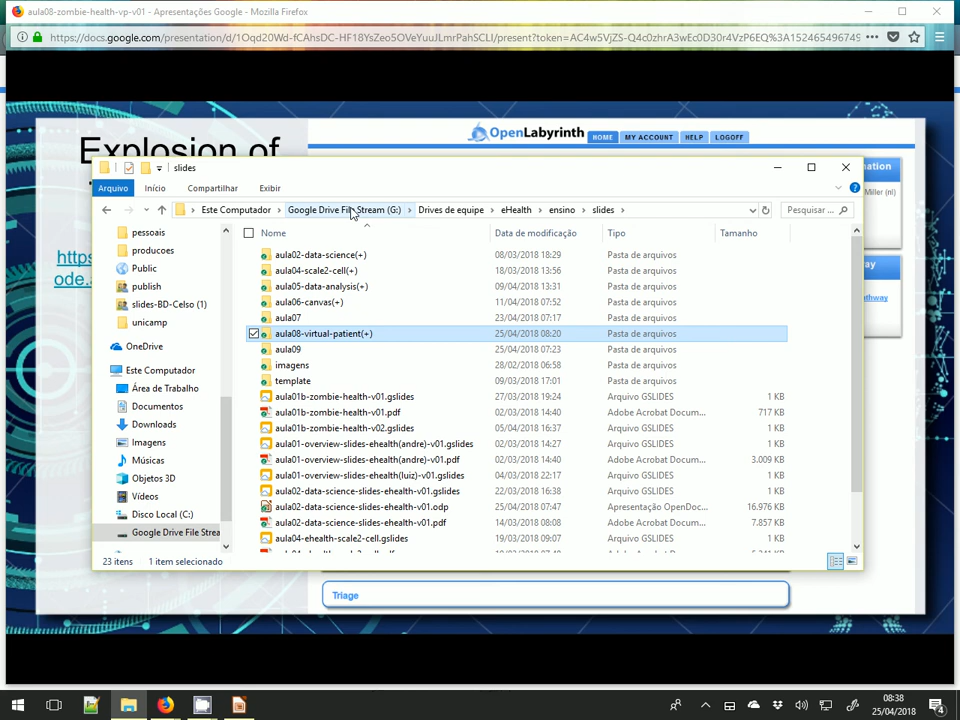 aula08-zombie-health-vp-v01 - Apresentações Google - Mozilla Firefox
https://docs.google.com/presentation/d/1Oqd20Wd-fCAhsDC-HF18YsZeo5OVeYuuJLmrPahSCLI/present?token=AC4w5VjZS-Q4c0zhrA3wEc0D30r4VzP6EQ%3A152465496749
Explosion of
OpenLabyrinth
HOME MY ACCOUNT HELP LOGOFF
slides
Arquivo Início Compartilhar Exibir
Este Computador Google Drive File Stream (G:) Drives de equipe eHealth ensino slides
Pesquisar ...
Nome Data de modificação Tipo Tamanho
pessoais
producoes
Public
publish
slides-BD-Celso (1)
unicamp
OneDrive
Este Computador
Área de Trabalho
Documentos
Downloads
Imagens
Músicas
Objetos 3D
Vídeos
Disco Local (C:)
Google Drive File Strea
aula02-data-science(+) 08/03/2018 18:29 Pasta de arquivos
aula04-scale2-cell(+) 18/03/2018 13:56 Pasta de arquivos
aula05-data-analysis(+) 09/04/2018 13:31 Pasta de arquivos
aula06-canvas(+) 11/04/2018 07:52 Pasta de arquivos
aula07 23/04/2018 07:17 Pasta de arquivos
aula08-virtual-patient(+) 25/04/2018 08:20 Pasta de arquivos
aula09 25/04/2018 07:23 Pasta de arquivos
imagens 28/02/2018 06:58 Pasta de arquivos
template 09/03/2018 17:01 Pasta de arquivos
aula01b-zombie-health-v01.gslides 27/03/2018 19:24 Arquivo GSLIDES 1 KB
aula01b-zombie-health-v01.pdf 02/03/2018 14:40 Adobe Acrobat Docum... 717 KB
aula01b-zombie-health-v02.gslides 05/04/2018 16:37 Arquivo GSLIDES 1 KB
aula01-overview-slides-ehealth(andre)-v01.gslides 02/03/2018 14:27 Arquivo GSLIDES 1 KB
aula01-overview-slides-ehealth(andre)-v01.pdf 02/03/2018 14:40 Adobe Acrobat Docum... 3.009 KB
aula01-overview-slides-ehealth(luiz)-v01.gslides 04/03/2018 22:17 Arquivo GSLIDES 1 KB
aula02-data-science-slides-ehealth-v01.gslides 22/03/2018 16:38 Arquivo GSLIDES 1 KB
aula02-data-science-slides-ehealth-v01.odp 25/04/2018 07:47 Apresentação OpenDoc... 16.976 KB
aula02-data-science-slides-ehealth-v01.pdf 14/03/2018 08:08 Adobe Acrobat Docum... 7.857 KB
aula04-ehealth-scale2-cell.gslides 19/03/2018 09:07 Arquivo GSLIDES 1 KB
23 itens 1 item selecionado
https
ode.
ation
Miller (nl)
ay
thway
Triage
08:38
25/04/2018
4